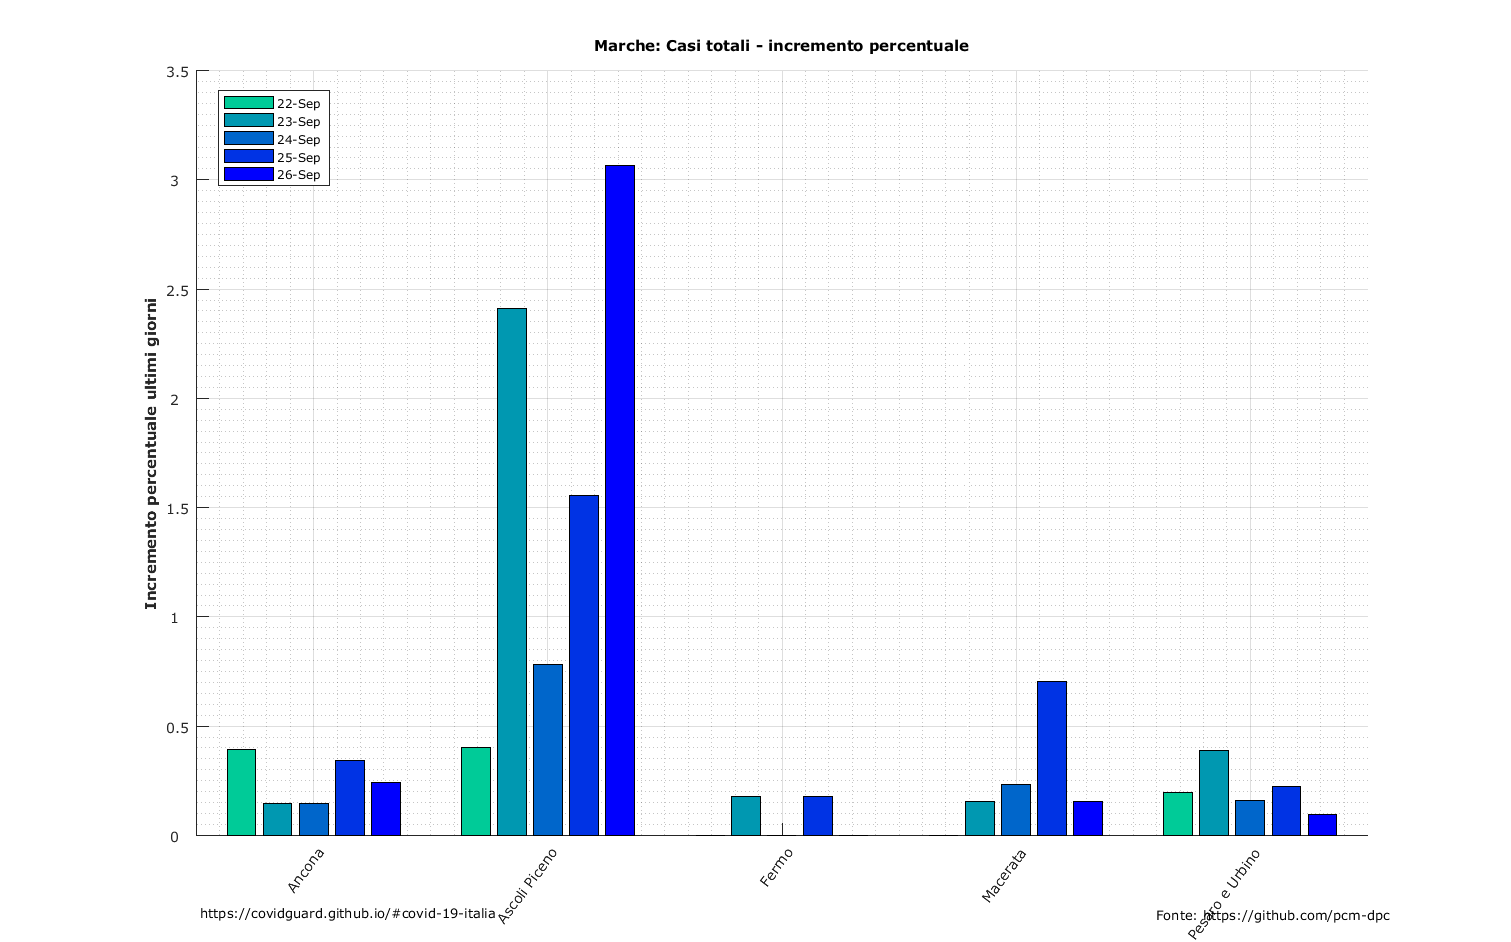 Marche: Casi totali - incremento percentuale
3.5
3
2.5
2
1.5
1
0.5
0
Incremento percentuale ultimi giorni
22-Sep
23-Sep
24-Sep
25-Sep
26-Sep
Ancona
Ascoli Piceno
Fermo
Macerata
Pesaro e Urbino
https://covidguard.github.io/#covid-19-italia
Fonte: https://github.com/pcm-dpc